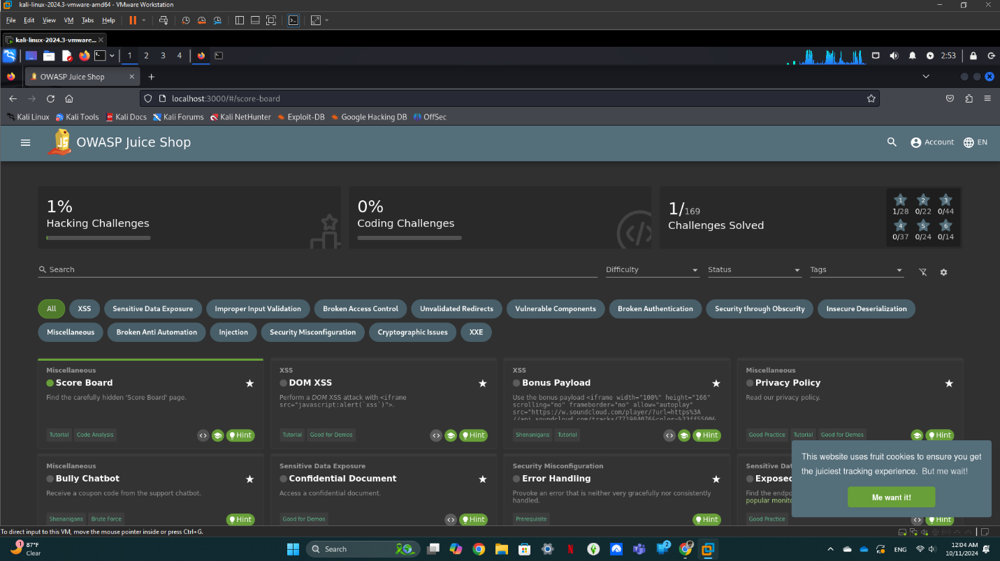 kali-linux-2024.3-vmware-amd64 - VMware Workstation
File Edit View VM Tabs Help
kali-linux-2024.3-vmware...
1 2 3 4
2:53
OWASP Juice Shop
localhost:3000/#/score-board
Kali Linux Kali Tools Kali Docs Kali Forums Kali NetHunter Exploit-DB Google Hacking DB OffSec
JS OWASP Juice Shop Account EN
1%
Hacking Challenges
0%
Coding Challenges
1/169
Challenges Solved
1 2 3
1/28 0/22 0/44
4 5 6
0/37 0/24 0/14
Search Difficulty Status Tags
All XSS Sensitive Data Exposure Improper Input Validation Broken Access Control Unvalidated Redirects Vulnerable Components Broken Authentication Security through Obscurity Insecure Deserialization
Miscellaneous Broken Anti Automation Injection Security Misconfiguration Cryptographic Issues XXE
Miscellaneous
Score Board
Find the carefully hidden 'Score Board' page.
Tutorial Code Analysis <> Hint
XSS
DOM XSS
Perform a DOM XSS attack with <iframe
src="javascript:alert(`xss`)">.
Tutorial Good for Demos <> Hint
XSS
Bonus Payload
Use the bonus payload <iframe width="100%" height="166"
scrolling="no" frameborder="no" allow="autoplay"
src="https://w.soundcloud.com/player/?url=https%3A
//api.soundcloud.com/tracks/771984076&color=%23ff5500&
Shenanigans Tutorial <> Hint
Miscellaneous
Privacy Policy
Read our privacy policy.
Good Practice Tutorial Good for Demos Hint
Miscellaneous
Bully Chatbot
Receive a coupon code from the support chatbot.
Shenanigans Brute Force Hint
Sensitive Data Exposure
Confidential Document
Access a confidential document.
Good for Demos <> Hint
Security Misconfiguration
Error Handling
Provoke an error that is neither very gracefully nor consistently
handled.
Prerequisite Hint
Sensitive Dat
Exposed
Find the endpo
popular monito
Good Practice <> Hint
This website uses fruit cookies to ensure you get
the juiciest tracking experience. But me wait!
Me want it!
To direct input to this VM, move the mouse pointer inside or press Ctrl+G.
1
87°F
Clear
Search
2
ENG
12:04 AM
10/11/2024